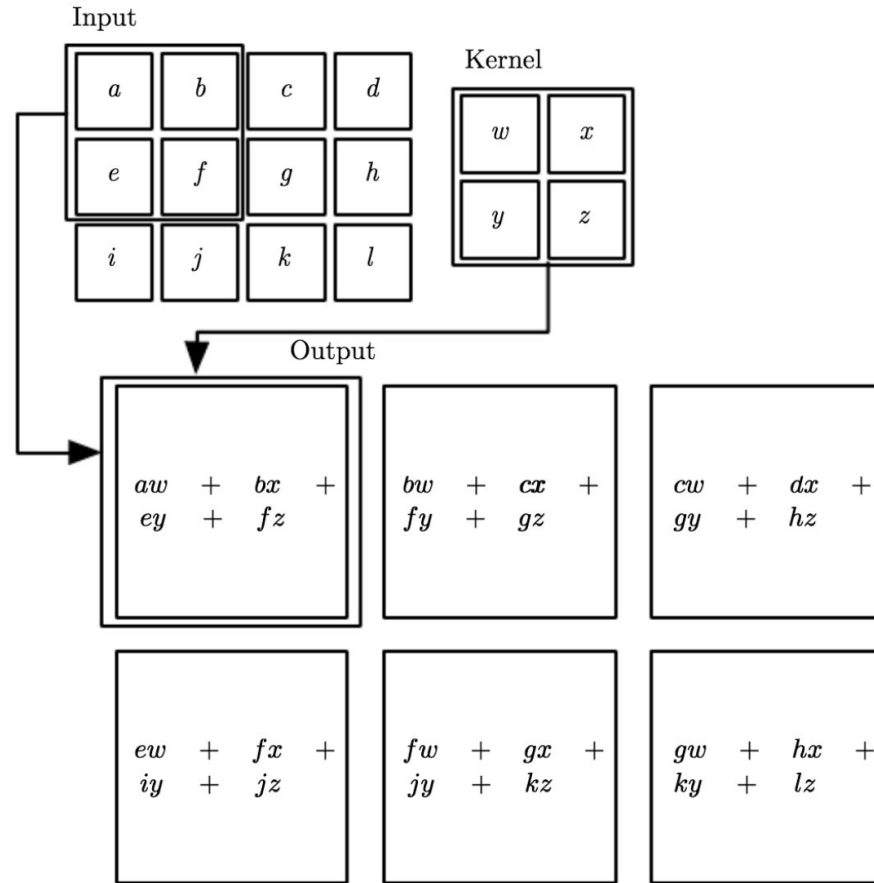 Input
a b c d
e f g h
i j k l
Kernel
w x
y z
Output
aw + bx +
ey + fz
bw + cx +
fy + gz
cw + dx +
gy + hz
ew + fx +
iy + jz
fw + gx +
jy + kz
gw + hx +
ky + lz